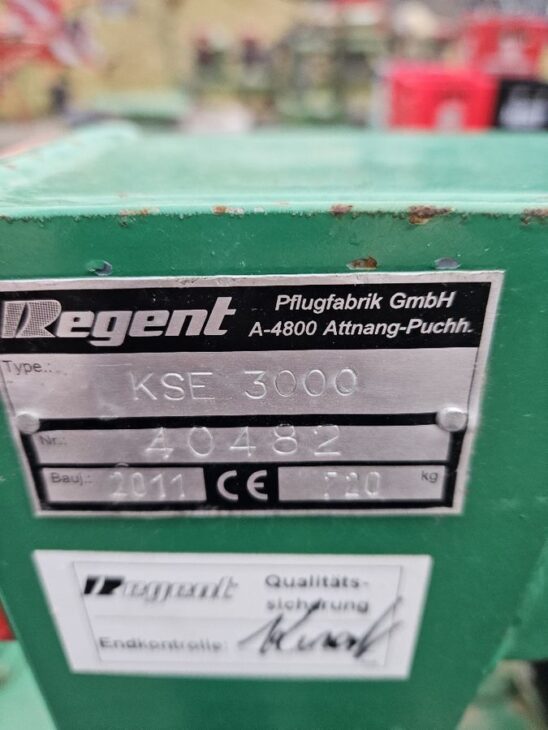 Regent
Pflugfabrik GmbH
A-4800 Attnang-Puchh.
Type.:
KSE 3000
Nr.:
40482
Bauj.:
2011
CE
720
kg
Regent
Qualitäts-
sicherung
Endkontrolle: